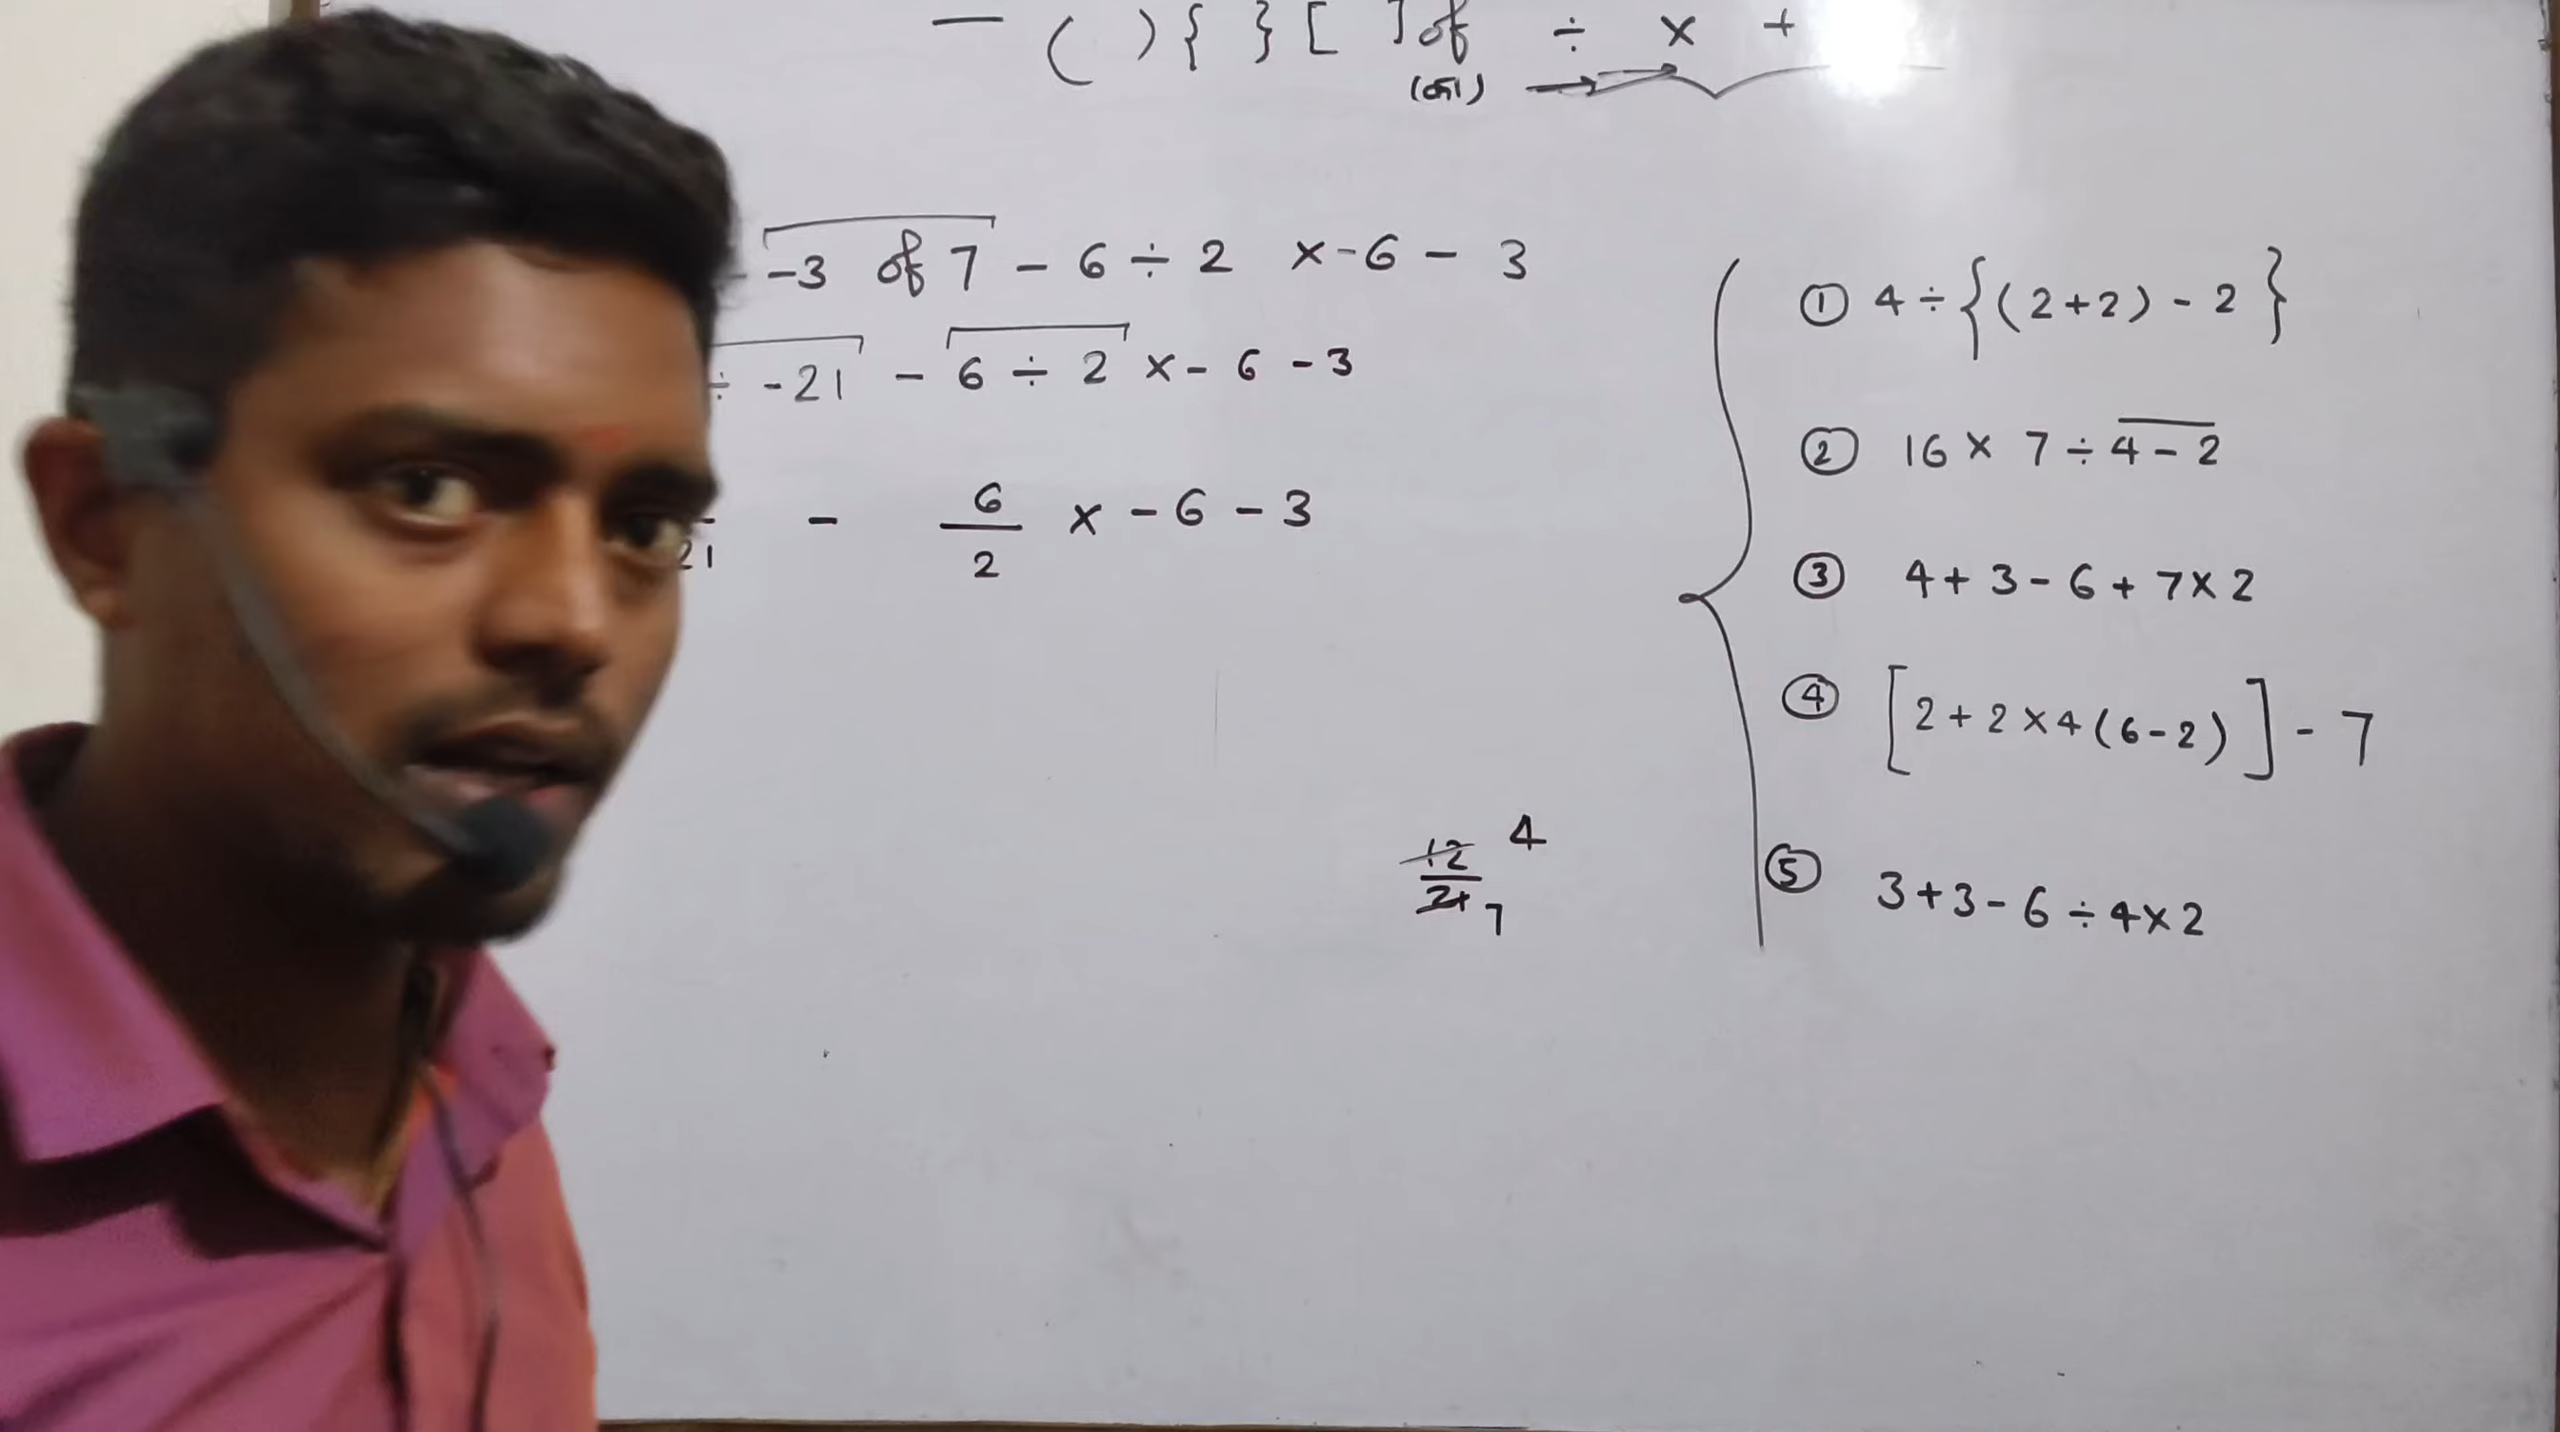 — ( ) { } [ ] of ÷ × +
(का)
- -3 of 7 - 6 ÷ 2 × -6 - 3
÷ -21 - 6 ÷ 2 × - 6 - 3
21 - 6/2 × - 6 - 3
12/21 4 7
① 4 ÷ { (2+2) - 2 }
② 16 × 7 ÷ 4 - 2
③ 4 + 3 - 6 + 7 × 2
④ [ 2 + 2 × 4 (6-2) ] - 7
⑤ 3 + 3 - 6 ÷ 4 × 2